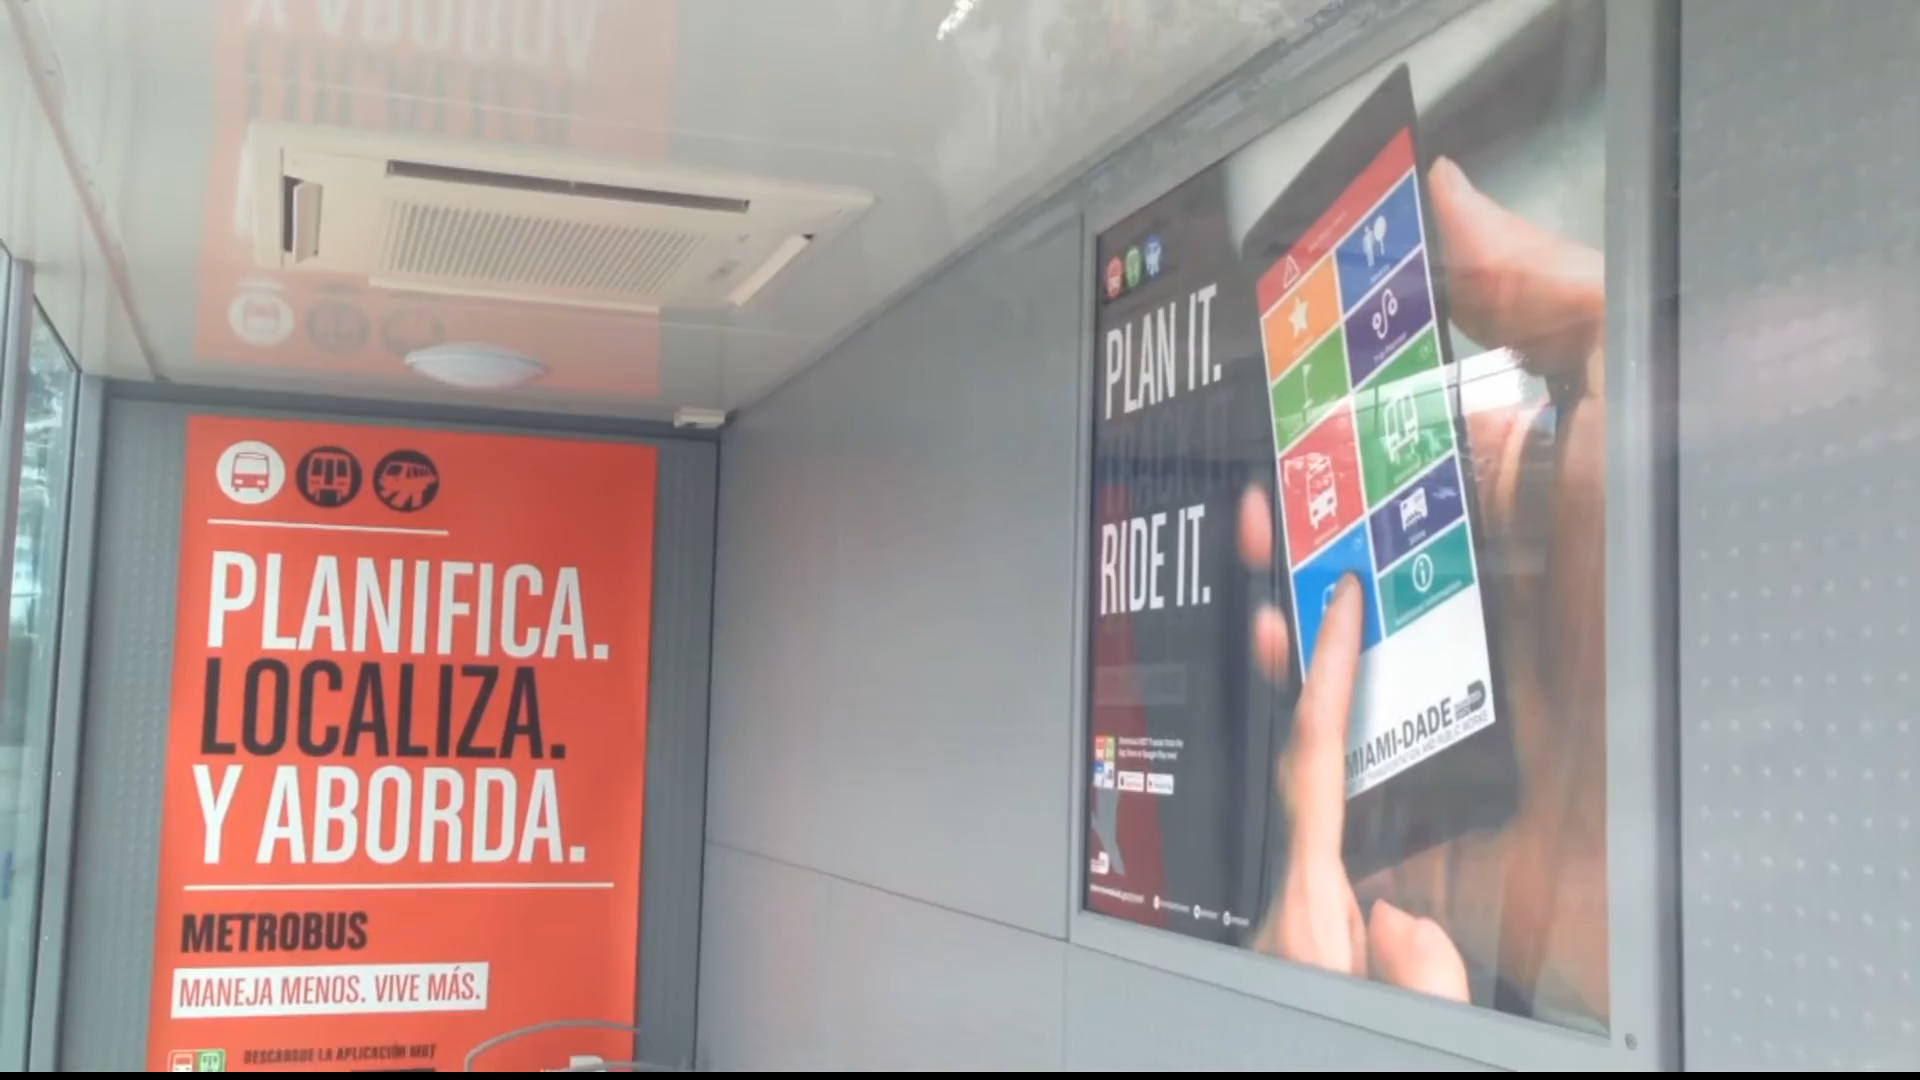 PLANIFICA.
LOCALIZA.
Y ABORDA.
METROBUS
MANEJA MENOS. VIVE MÁS.
DESCARGUE LA APLICACIÓN MDT
PLAN IT.
TRACK IT.
RIDE IT.
MIAMI-DADE